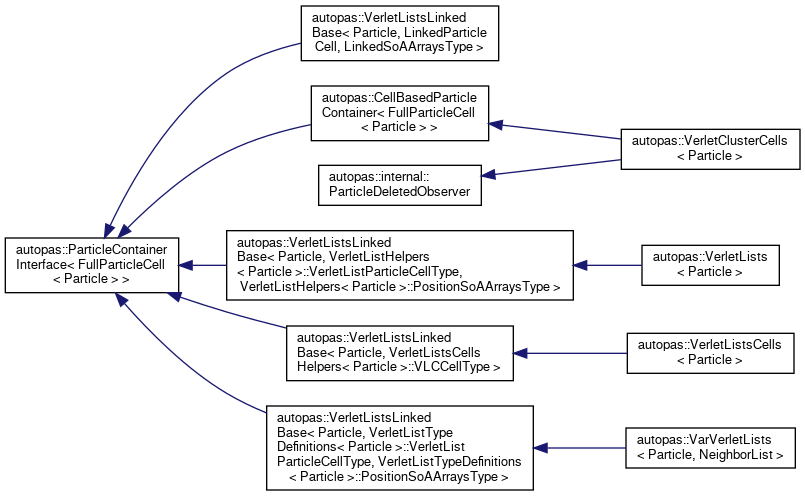 autopas::VerletListsLinked
Base< Particle, LinkedParticle
Cell, LinkedSoAArraysType >
autopas::CellBasedParticle
Container< FullParticleCell
< Particle > >
autopas::VerletClusterCells
< Particle >
autopas::internal::
ParticleDeletedObserver
autopas::ParticleContainer
Interface< FullParticleCell
< Particle > >
autopas::VerletListsLinked
Base< Particle, VerletListHelpers
< Particle >::VerletListParticleCellType,
VerletListHelpers< Particle >::PositionSoAArraysType >
autopas::VerletLists
< Particle >
autopas::VerletListsLinked
Base< Particle, VerletListsCells
Helpers< Particle >::VLCCellType >
autopas::VerletListsCells
< Particle >
autopas::VerletListsLinked
Base< Particle, VerletListType
Definitions< Particle >::VerletList
ParticleCellType, VerletListTypeDefinitions
< Particle >::PositionSoAArraysType >
autopas::VarVerletLists
< Particle, NeighborList >